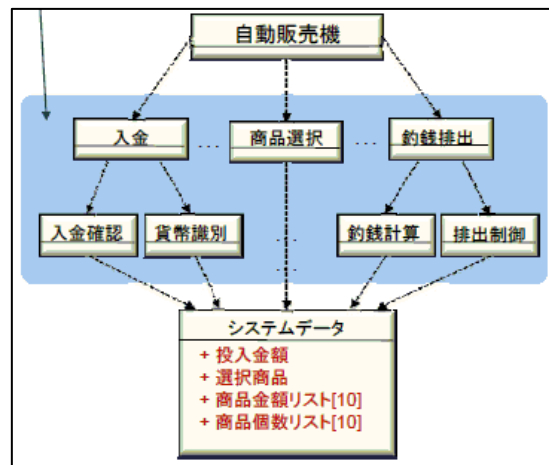 自動販売機
入金
...
商品選択
...
釣銭排出
入金確認
貨幣識別
...
...
釣銭計算
排出制御
システムデータ
+ 投入金額
+ 選択商品
+ 商品金額リスト[10]
+ 商品個数リスト[10]